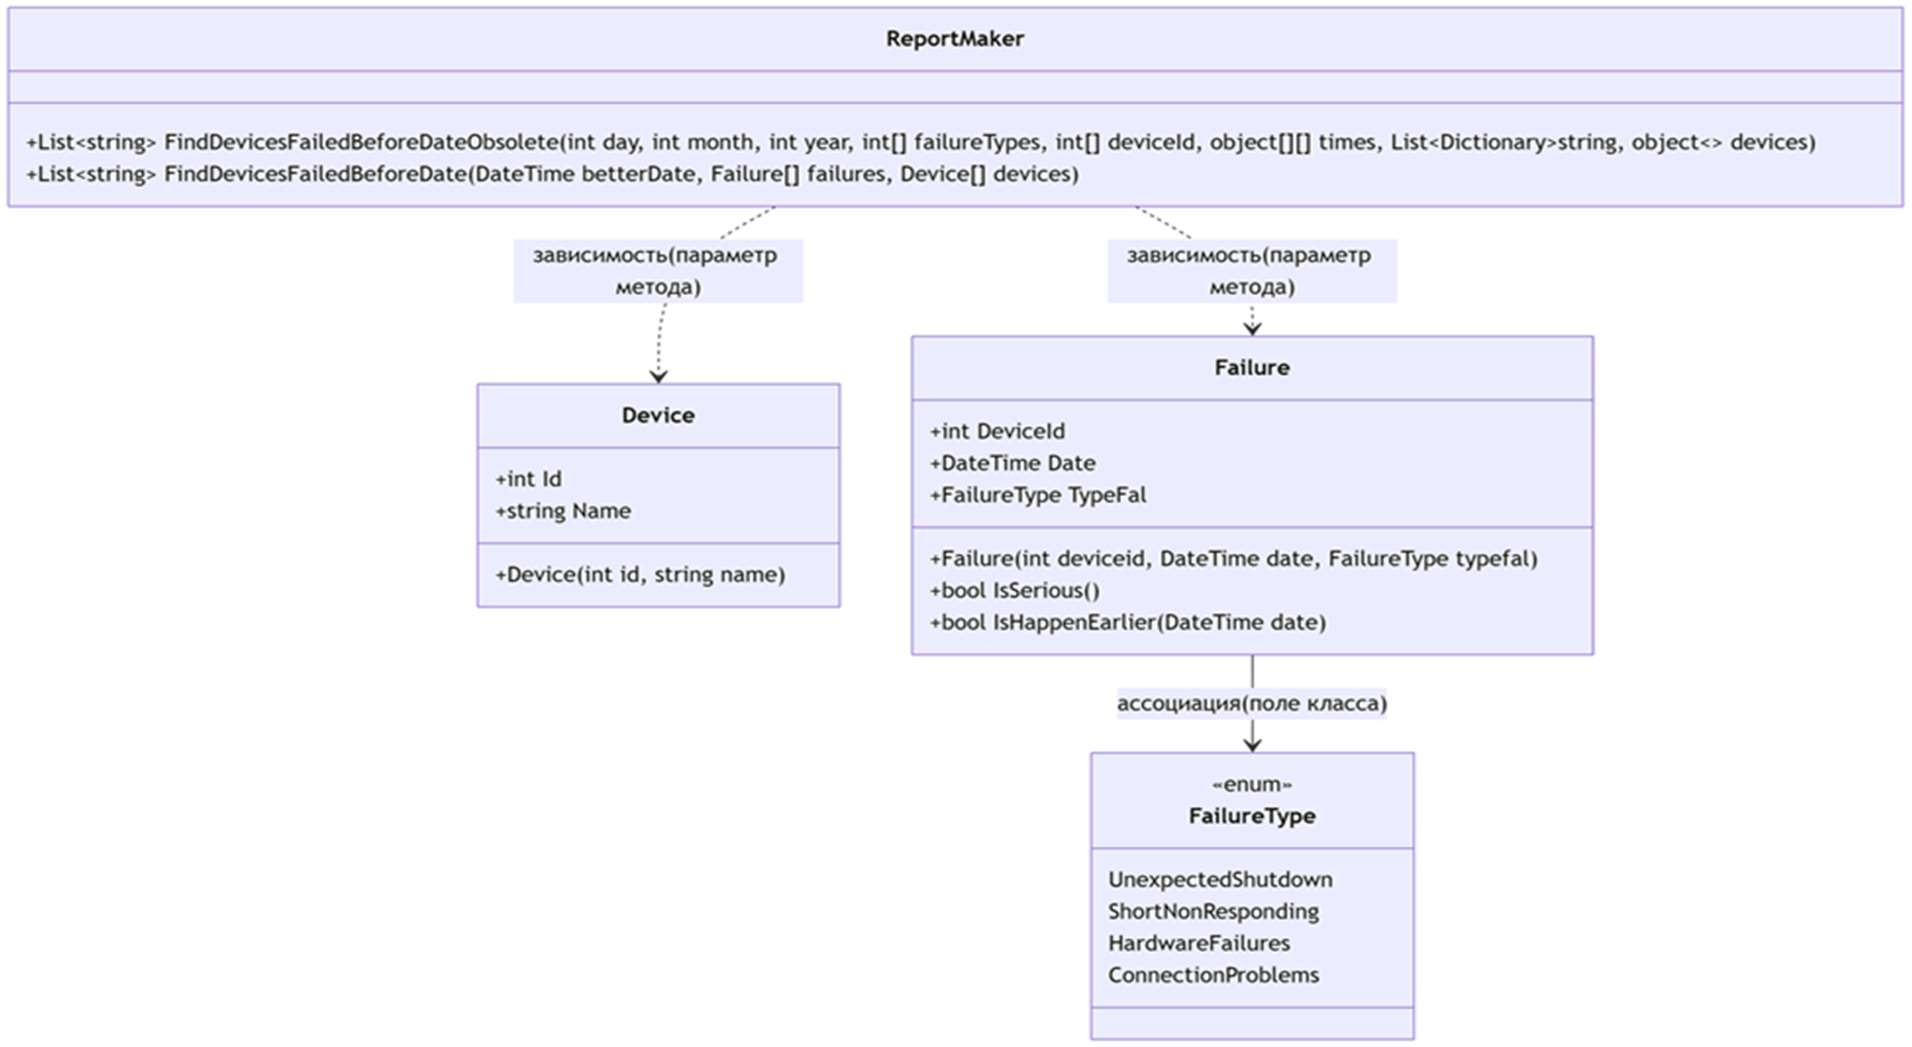 ReportMaker
+List<string> FindDevicesFailedBeforeDateObsolete(int day, int month, int year, int[] failureTypes, int[] deviceId, object[][] times, List<Dictionary>string, object<> devices)
+List<string> FindDevicesFailedBeforeDate(DateTime betterDate, Failure[] failures, Device[] devices)
зависимость(параметр
метода)
зависимость(параметр
метода)
Device
+int Id
+string Name
+Device(int id, string name)
Failure
+int DeviceId
+DateTime Date
+FailureType TypeFal
+Failure(int deviceid, DateTime date, FailureType typefal)
+bool IsSerious()
+bool IsHappenEarlier(DateTime date)
ассоциация(поле класса)
«enum»
FailureType
UnexpectedShutdown
ShortNonResponding
HardwareFailures
ConnectionProblems